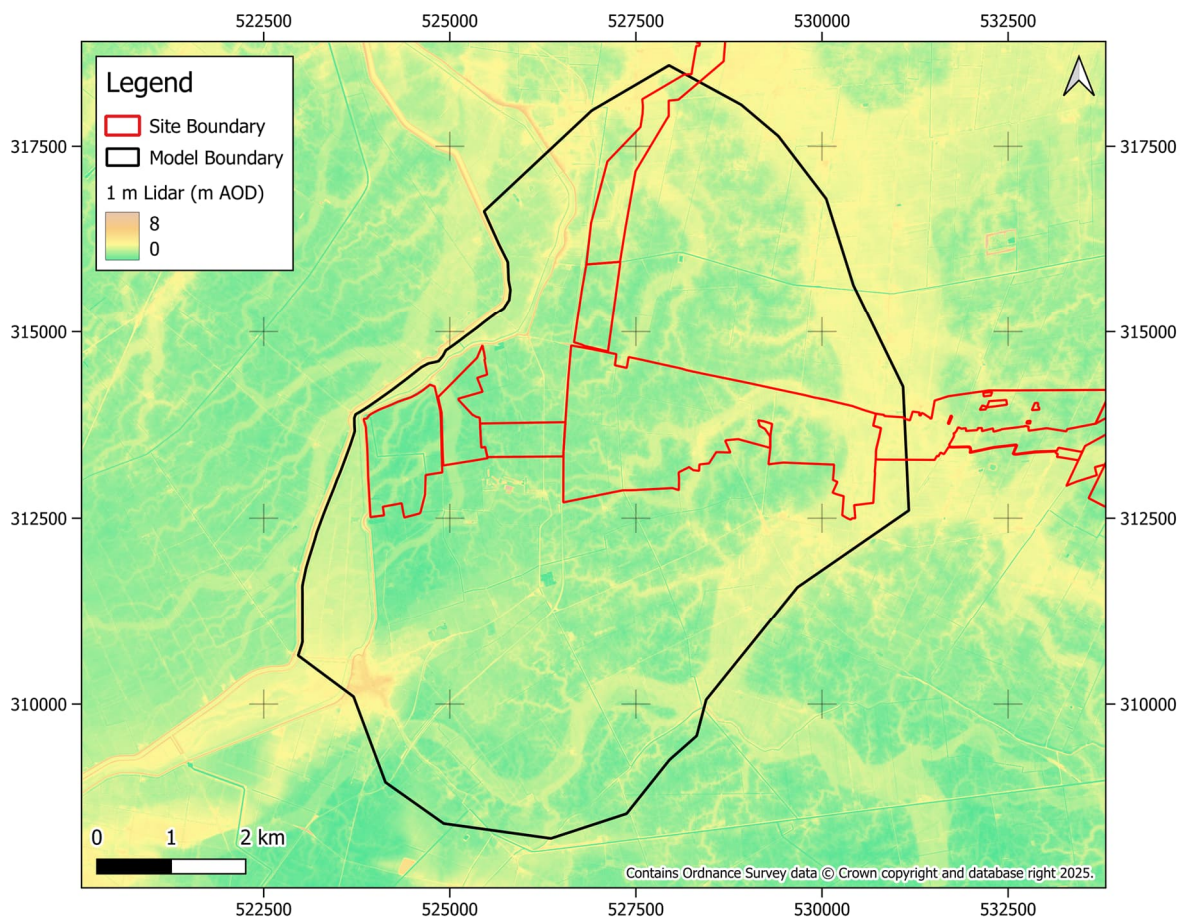 522500 525000 527500 530000 532500
Legend
Site Boundary
Model Boundary
1 m Lidar (m AOD)
8
0
317500 317500
315000 315000
312500 312500
310000 310000
0 1 2 km
Contains Ordnance Survey data © Crown copyright and database right 2025.
522500 525000 527500 530000 532500